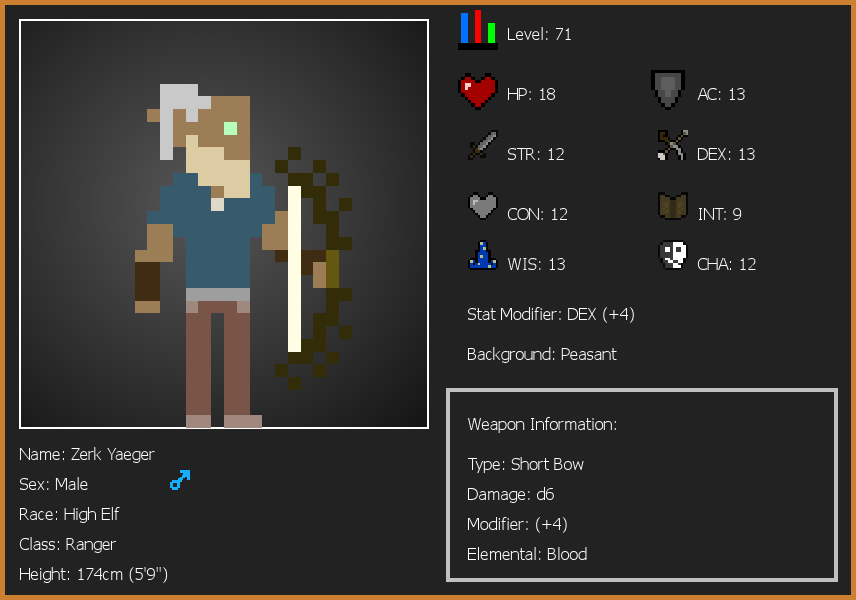 Level: 71
HP: 18
AC: 13
STR: 12
DEX: 13
CON: 12
INT: 9
WIS: 13
CHA: 12
Stat Modifier: DEX (+4)
Background: Peasant
Weapon Information:
Type: Short Bow
Damage: d6
Modifier: (+4)
Elemental: Blood
Name: Zerk Yaeger
Sex: Male
Race: High Elf
Class: Ranger
Height: 174cm (5'9")